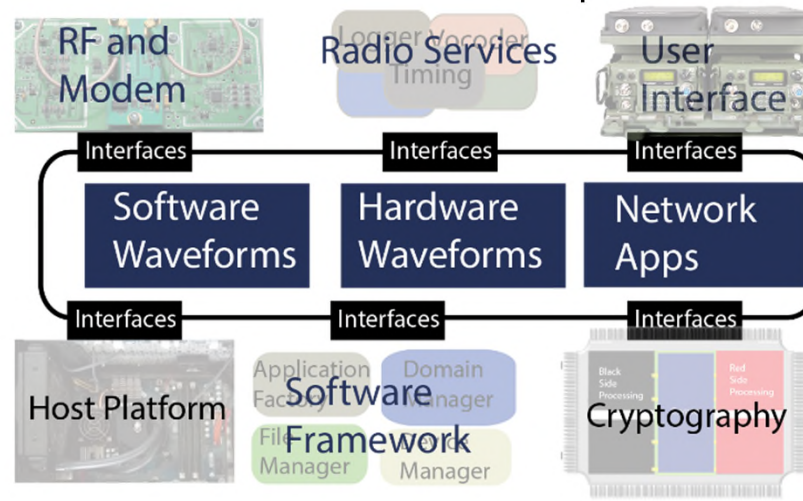 RF and
Modem
Logger Vocoder
Radio Services
Timing
User
Interface
Interfaces
Interfaces
Interfaces
Software
Waveforms
Hardware
Waveforms
Network
Apps
Interfaces
Interfaces
Interfaces
Host Platform
Application
Factory
Domain
Manager
Software
Framework
File
Manager
Device
Manager
Black
Side
Processing
Red
Side
Processing
Cryptography